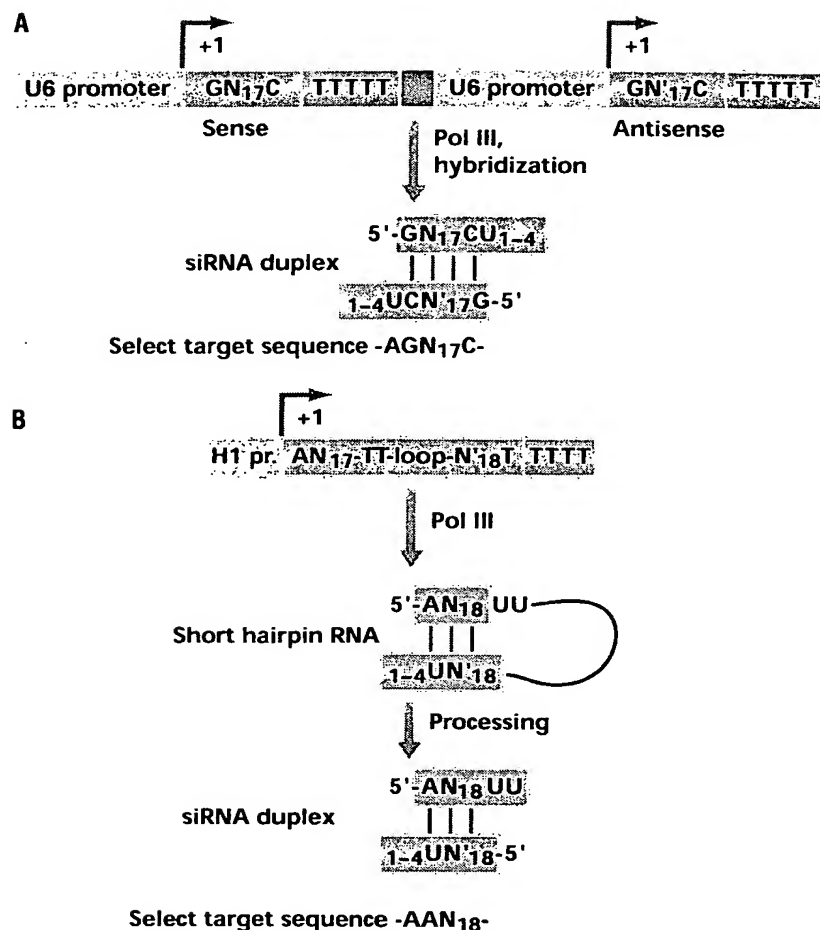 A
+1 +1
U6 promoter GN17C TTTTT U6 promoter GN'17C TTTTT
Sense Antisense
Pol III,
hybridization
5'-GN17CU1–4
siRNA duplex
1–4UCN'17G-5'
Select target sequence -AGN17C-
B
+1
H1 pr. AN17-TT-loop-N'18T TTTT
Pol III
5'-AN18 UU
Short hairpin RNA
1–4UN'18
Processing
5'-AN18UU
siRNA duplex
1–4UN'18-5'
Select target sequence -AAN18-